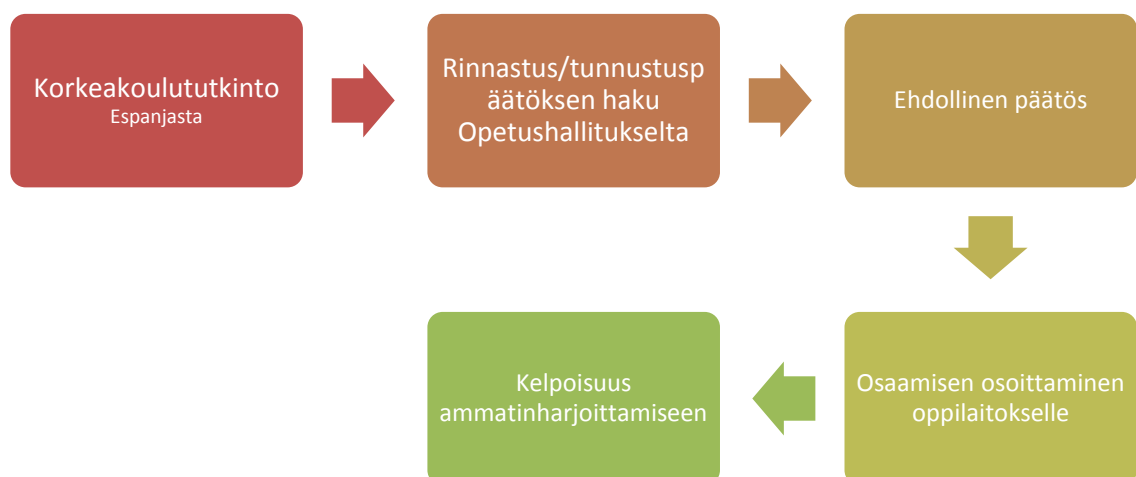 Korkeakoulututkinto
Espanjasta
Rinnastus/tunnustusp
äätöksen haku
Opetushallitukselta
Ehdollinen päätös
Osaamisen osoittaminen
oppilaitokselle
Kelpoisuus
ammatinharjoittamiseen